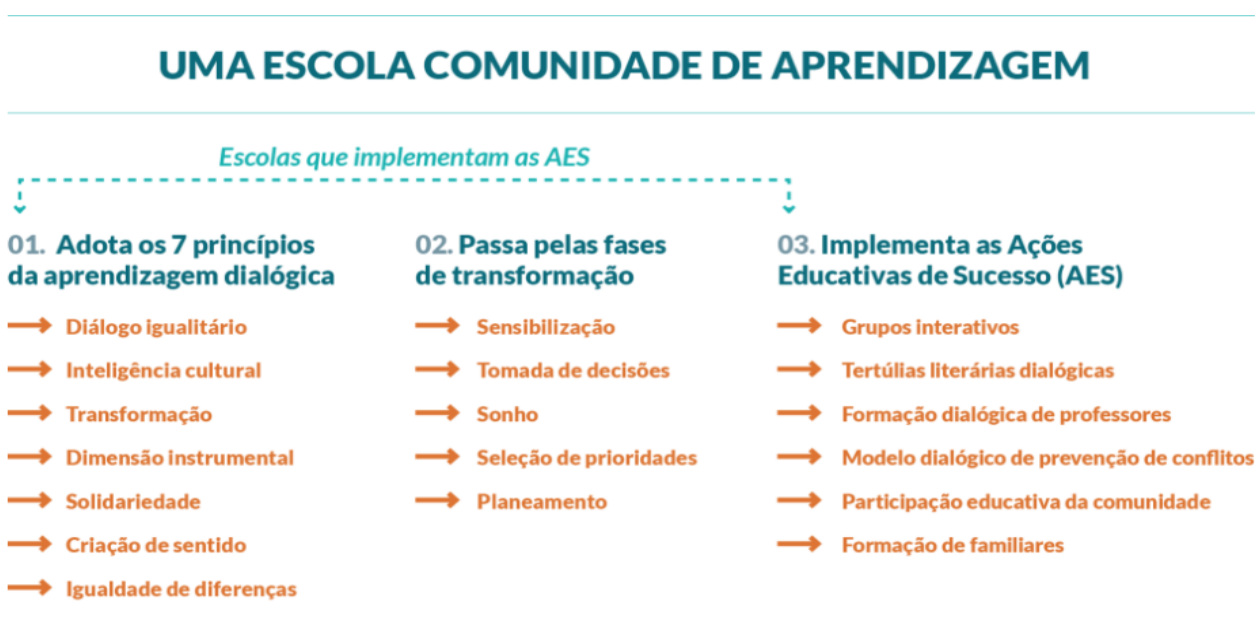 UMA ESCOLA COMUNIDADE DE APRENDIZAGEM
Escolas que implementam as AES
01. Adota os 7 princípios
da aprendizagem dialógica
Diálogo igualitário
Inteligência cultural
Transformação
Dimensão instrumental
Solidariedade
Criação de sentido
Igualdade de diferenças
02. Passa pelas fases
de transformação
Sensibilização
Tomada de decisões
Sonho
Seleção de prioridades
Planeamento
03. Implementa as Ações
Educativas de Sucesso (AES)
Grupos interativos
Tertúlias literárias dialógicas
Formação dialógica de professores
Modelo dialógico de prevenção de conflitos
Participação educativa da comunidade
Formação de familiares